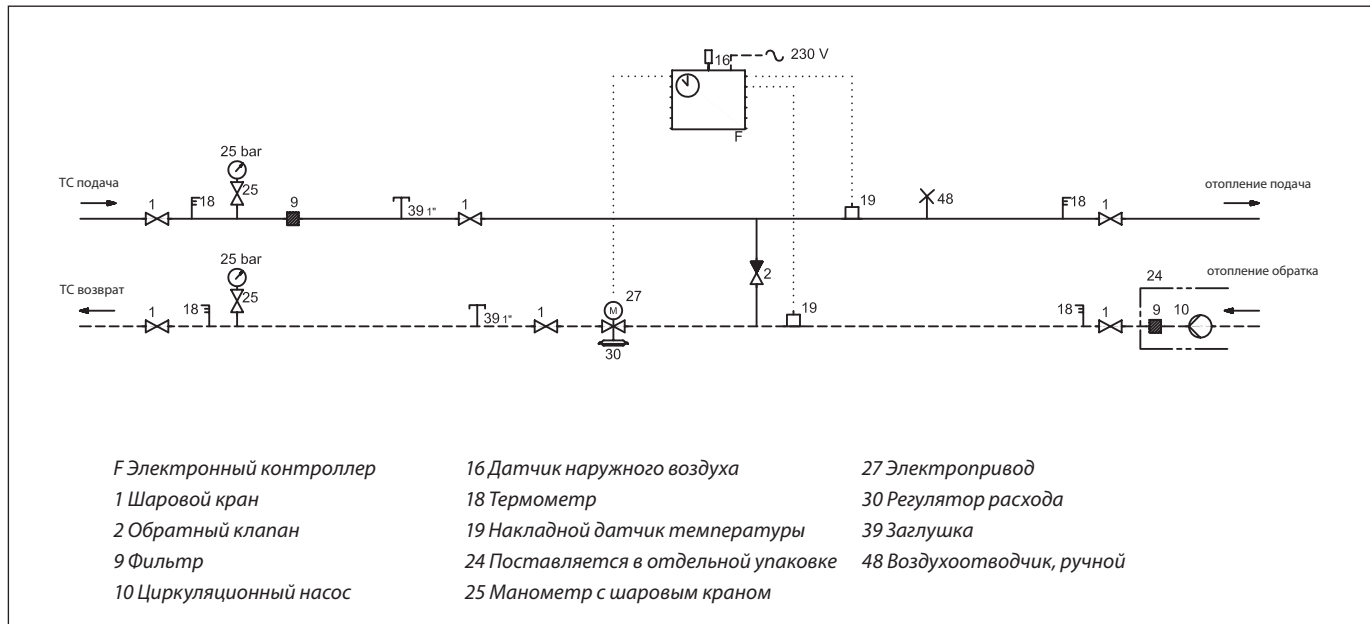 16 230 V
F
25 bar
ТС подача
отопление подача
1 18 25 9 39 1" 1 19 48 18 1
25 bar
ТС возврат
отопление обратка
2
24
1 18 25 39 1" 1 27 19 18 1 9 10
M
30
F Электронный контроллер
1 Шаровой кран
2 Обратный клапан
9 Фильтр
10 Циркуляционный насос
16 Датчик наружного воздуха
18 Термометр
19 Накладной датчик температуры
24 Поставляется в отдельной упаковке
25 Манометр с шаровым краном
27 Электропривод
30 Регулятор расхода
39 Заглушка
48 Воздухоотводчик, ручной